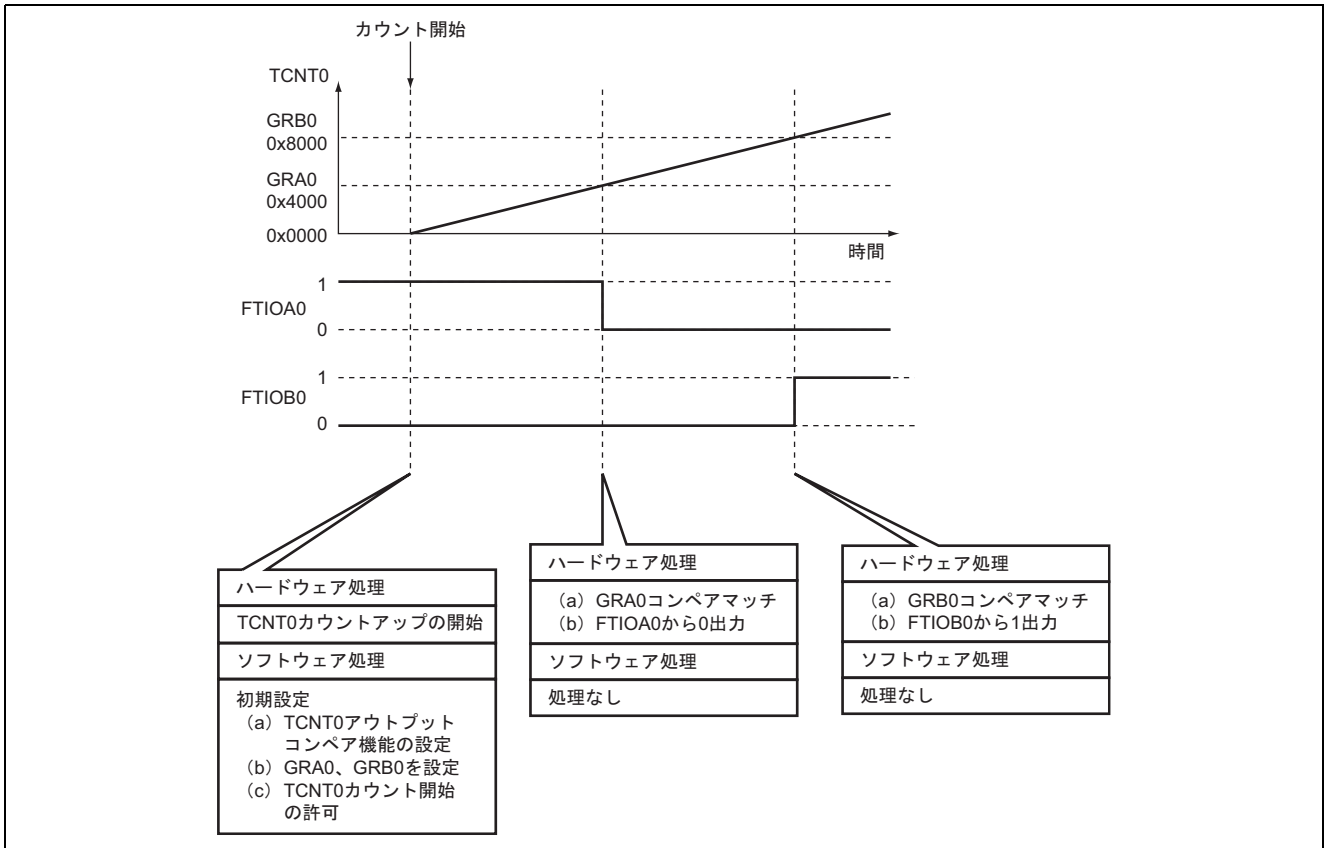 カウント開始
TCNT0
GRB0
0x8000
GRA0
0x4000
0x0000
時間
1
FTIOA0
0
1
FTIOB0
0
ハードウェア処理
TCNT0カウントアップの開始
ソフトウェア処理
初期設定
(a) TCNT0アウトプット
コンペア機能の設定
(b) GRA0、GRB0を設定
(c) TCNT0カウント開始
の許可
ハードウェア処理
(a) GRA0コンペアマッチ
(b) FTIOA0から0出力
ソフトウェア処理
処理なし
ハードウェア処理
(a) GRB0コンペアマッチ
(b) FTIOB0から1出力
ソフトウェア処理
処理なし